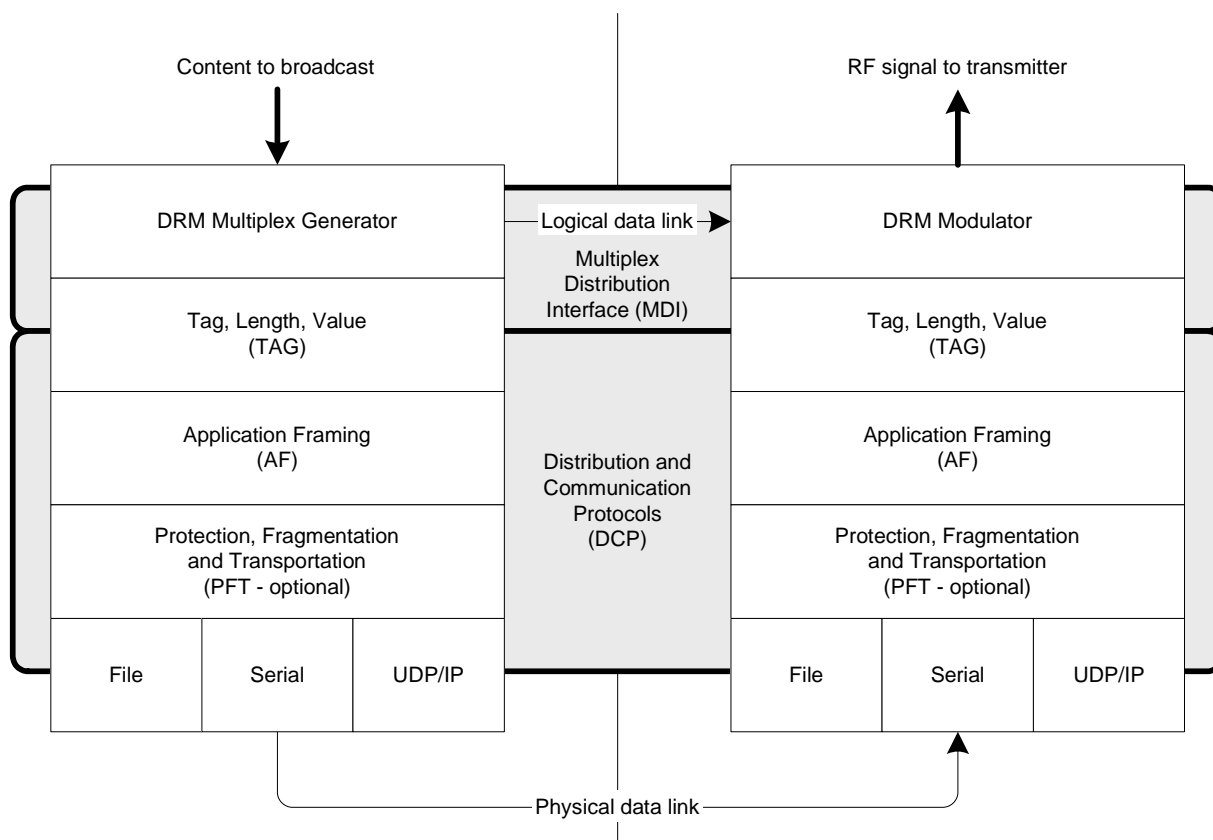 Content to broadcast
RF signal to transmitter
DRM Multiplex Generator
Logical data link
DRM Modulator
Multiplex
Distribution
Interface (MDI)
Tag, Length, Value
(TAG)
Tag, Length, Value
(TAG)
Application Framing
(AF)
Distribution and
Communication
Protocols
(DCP)
Application Framing
(AF)
Protection, Fragmentation
and Transportation
(PFT - optional)
Protection, Fragmentation
and Transportation
(PFT - optional)
File
Serial
UDP/IP
File
Serial
UDP/IP
Physical data link